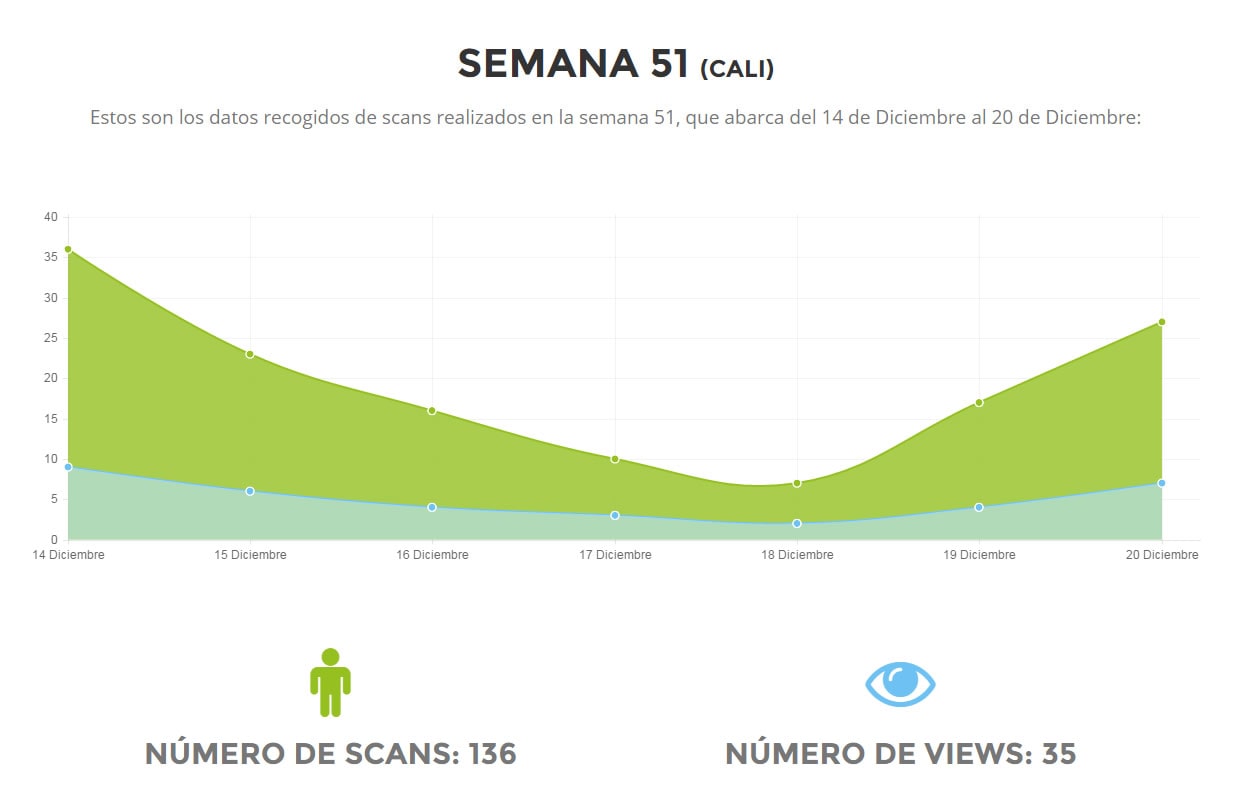 SEMANA 51 (CALI)
Estos son los datos recogidos de scans realizados en la semana 51, que abarca del 14 de Diciembre al 20 de Diciembre:
40
35
30
25
20
15
10
5
0
14 Diciembre 15 Diciembre 16 Diciembre 17 Diciembre 18 Diciembre 19 Diciembre 20 Diciembre
NÚMERO DE SCANS: 136 NÚMERO DE VIEWS: 35